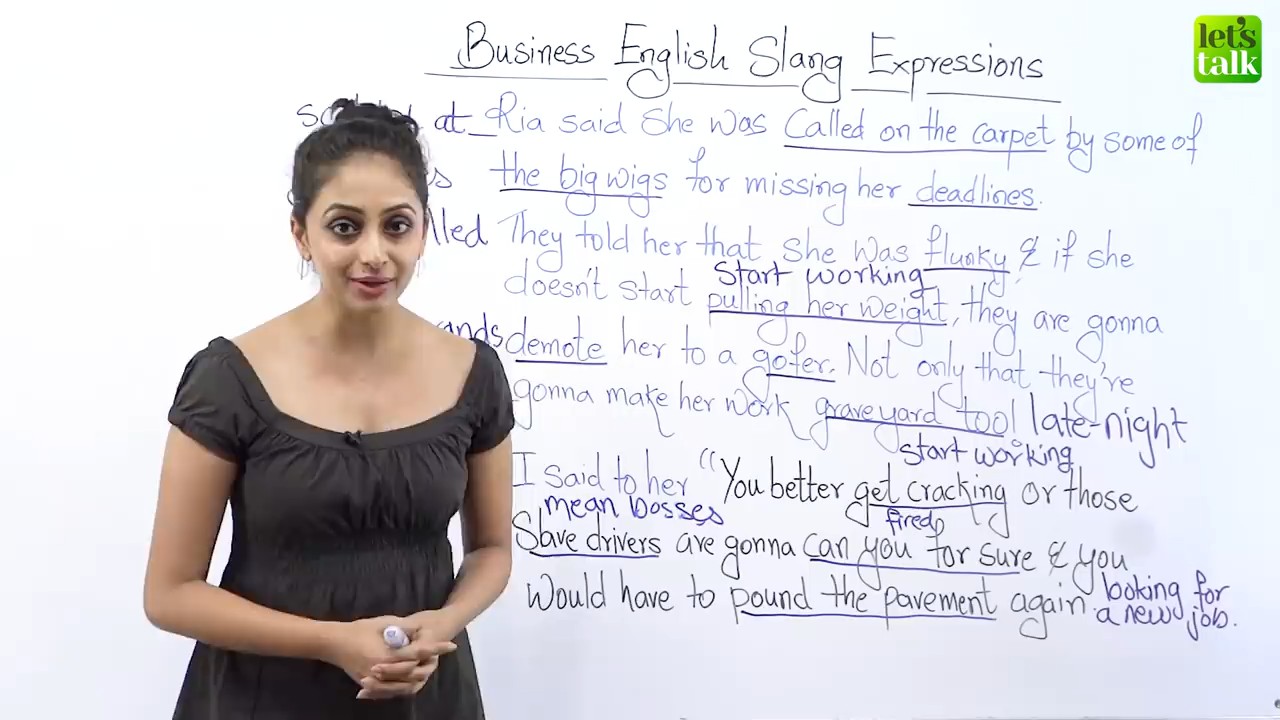 let's
talk
Business English Slang Expressions
at Ria said She was Called on the carpet by some of
the big wigs for missing her deadlines.
They told her that She was flunky & if she
Start working
doesn't start pulling her weight, they are gonna
demote her to a gofer. Not only that they're
gonna make her work graveyard too! late-night
start working
I said to her "You better get cracking or those
mean bosses fired
Slave drivers are gonna can you for sure & you
Would have to pound the pavement again. looking for
a new job.